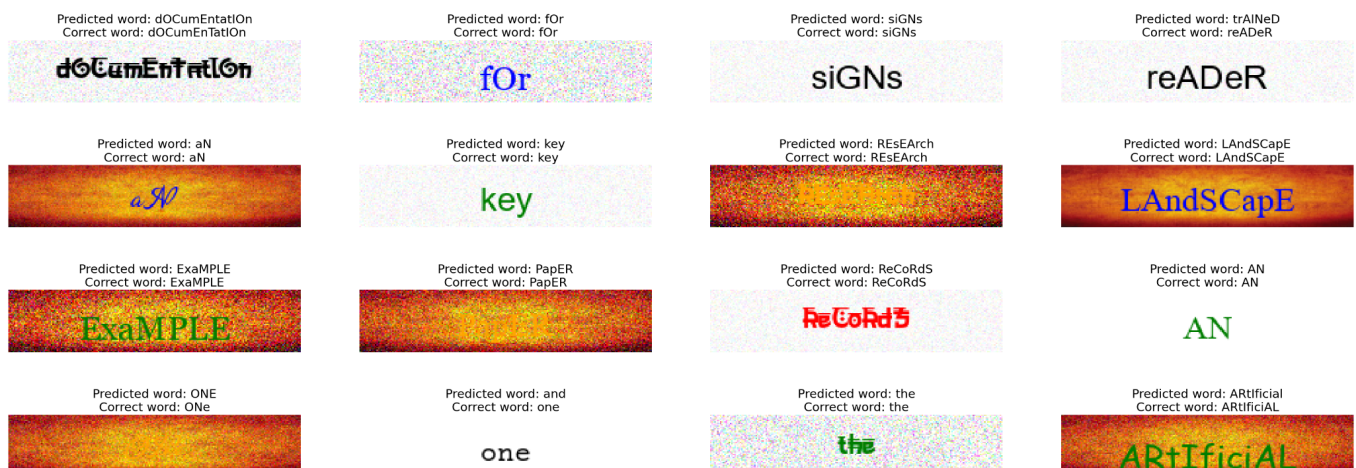 Predicted word: dOCumEntatIOn
Correct word: dOCumEnTatIOn
dOCumEnTatIOn
Predicted word: fOr
Correct word: fOr
fOr
Predicted word: siGNs
Correct word: siGNs
siGNs
Predicted word: trAINeD
Correct word: reADeR
reADeR
Predicted word: aN
Correct word: aN
aN
Predicted word: key
Correct word: key
key
Predicted word: REsEArch
Correct word: REsEArch
Predicted word: LAndSCapE
Correct word: LAndSCapE
LAndSCapE
Predicted word: ExaMPLE
Correct word: ExaMPLE
ExaMPLE
Predicted word: PapER
Correct word: PapER
Predicted word: ReCoRdS
Correct word: ReCoRdS
ReCoRdS
Predicted word: AN
Correct word: AN
AN
Predicted word: ONE
Correct word: ONe
Predicted word: and
Correct word: one
one
Predicted word: the
Correct word: the
the
Predicted word: ARtIficial
Correct word: ARtIficiAL
ARtIficiAL